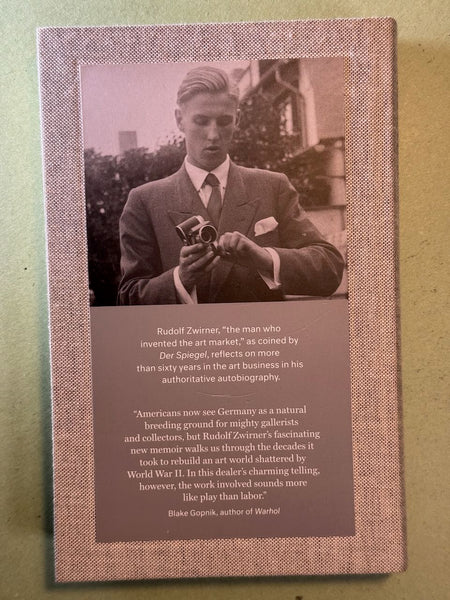 Rudolf Zwirner, “the man who
invented the art market,” as coined by
Der Spiegel, reflects on more
than sixty years in the art business in his
authoritative autobiography.
“Americans now see Germany as a natural
breeding ground for mighty gallerists
and collectors, but Rudolf Zwirner’s fascinating
new memoir walks us through the decades it
took to rebuild an art world shattered by
World War II. In this dealer’s charming telling,
however, the work involved sounds more
like play than labor.”
Blake Gopnik, author of Warhol